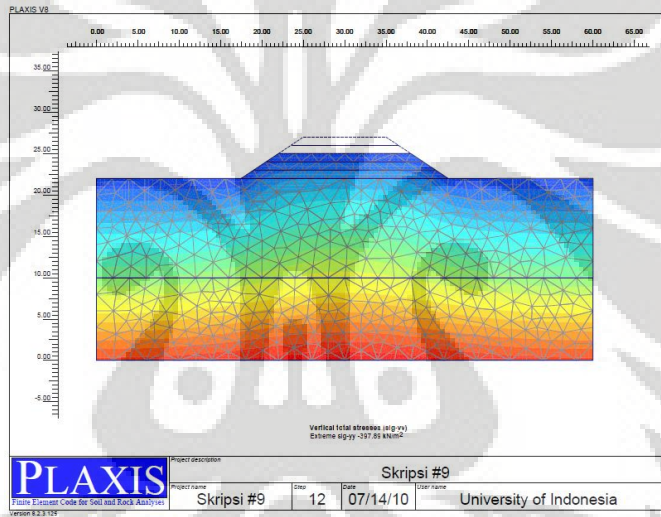 PLAXIS V8
0.00 5.00 10.00 15.00 20.00 25.00 30.00 35.00 40.00 45.00 50.00 55.00 60.00 65.00
35.00
30.00
25.00
20.00
15.00
10.00
5.00
0.00
-5.00
Vertical total stresses (sig-yy)
Extreme sig-yy -397.85 kN/m²
PLAXIS
Finite Element Code for Soil and Rock Analyses
Version 8.2.3.125
Project description
Skripsi #9
Project name
Skripsi #9
Step
12
Date
07/14/10
User name
University of Indonesia